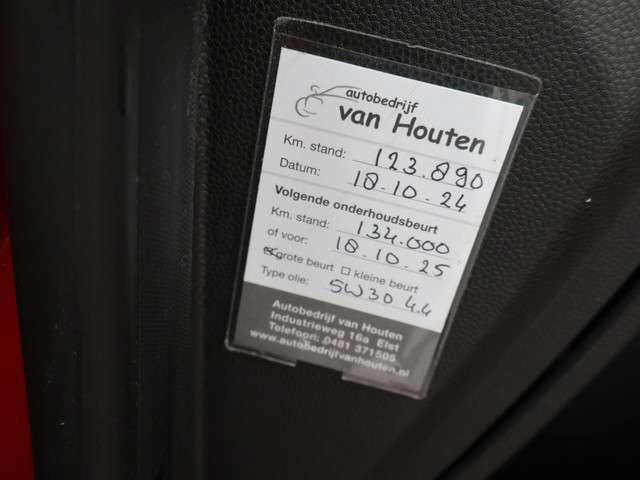 autobedrijf
van Houten
Km. stand: 123.890
Datum: 18.10.24
Volgende onderhoudsbeurt
Km. stand: 134.000
of voor: 18.10.25
☒ grote beurt ☐ kleine beurt
Type olie: 5W30 4.4
Autobedrijf van Houten
Industrieweg 16a Elst
Telefoon: 0481 371505
www.autobedrijfvanhouten.nl